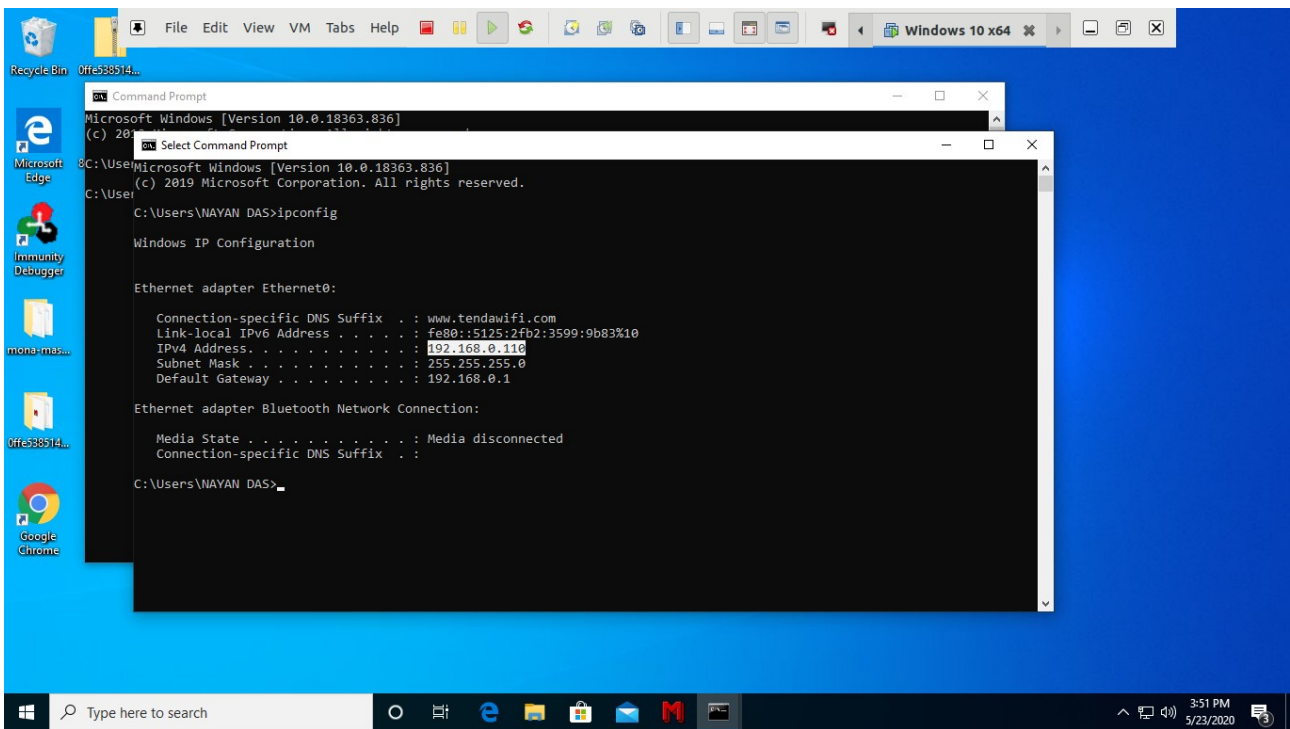 File Edit View VM Tabs Help
Windows 10 x64
Recycle Bin
0ffe538514...
Microsoft Edge
Immunity Debugger
mona-mas...
0ffe538514...
Google Chrome
Command Prompt
Microsoft Windows [Version 10.0.18363.836]
(c) 201
C:\Use
C:\User
Select Command Prompt
Microsoft Windows [Version 10.0.18363.836]
(c) 2019 Microsoft Corporation. All rights reserved.
C:\Users\NAYAN DAS>ipconfig
Windows IP Configuration
Ethernet adapter Ethernet0:
Connection-specific DNS Suffix . : www.tendawifi.com
Link-local IPv6 Address . . . . . : fe80::5125:2fb2:3599:9b83%10
IPv4 Address. . . . . . . . . . . : 192.168.0.110
Subnet Mask . . . . . . . . . . . : 255.255.255.0
Default Gateway . . . . . . . . . : 192.168.0.1
Ethernet adapter Bluetooth Network Connection:
Media State . . . . . . . . . . . : Media disconnected
Connection-specific DNS Suffix . :
C:\Users\NAYAN DAS>
Type here to search
3:51 PM
5/23/2020
3